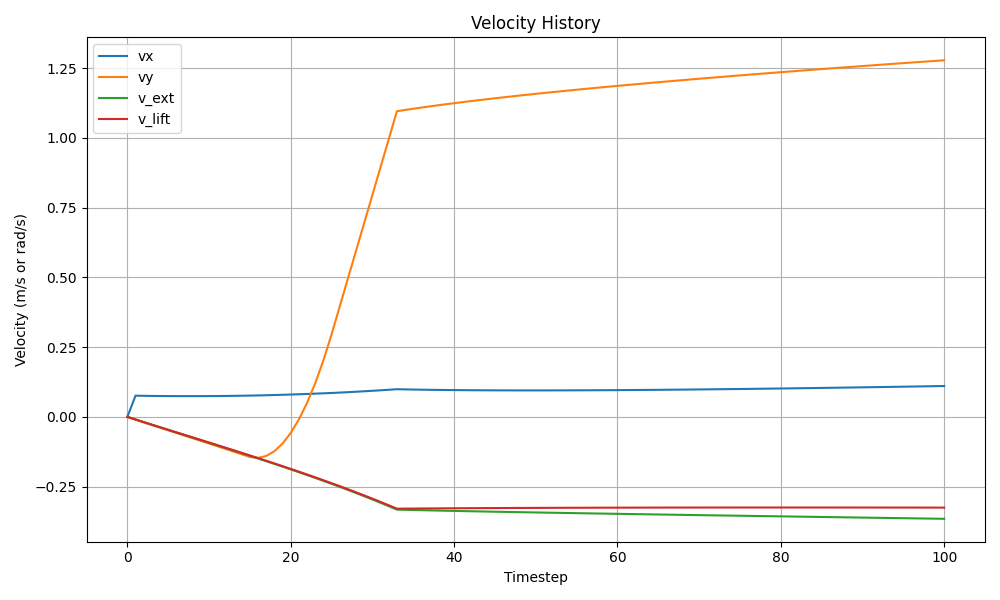 Velocity History
vx
vy
v_ext
v_lift
Velocity (m/s or rad/s)
1.25
1.00
0.75
0.50
0.25
0.00
−0.25
0
20
40
60
80
100
Timestep